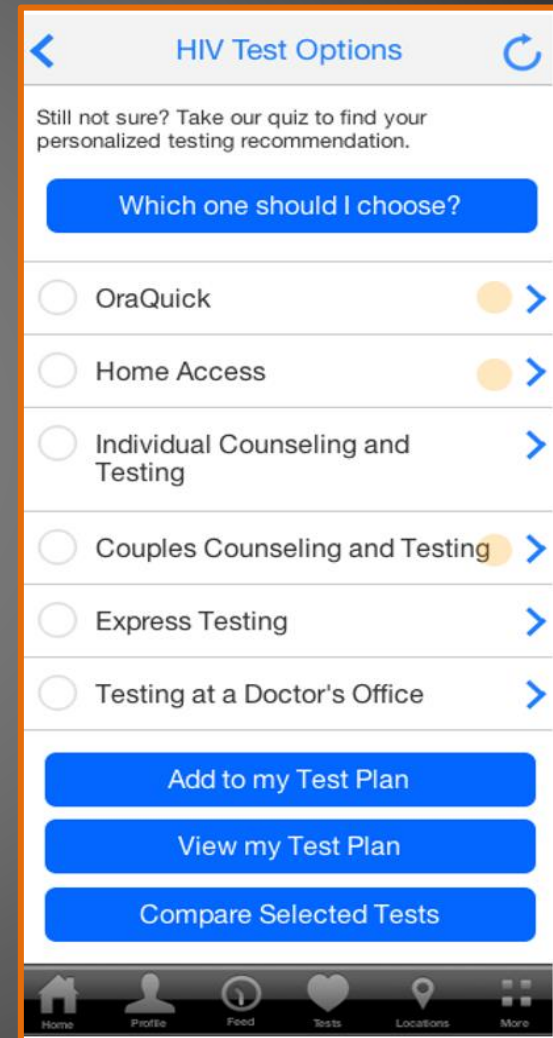 HIV Test Options
Still not sure? Take our quiz to find your
personalized testing recommendation.
Which one should I choose?
OraQuick
Home Access
Individual Counseling and
Testing
Couples Counseling and Testing
Express Testing
Testing at a Doctor's Office
Add to my Test Plan
View my Test Plan
Compare Selected Tests
Home Profile Feed Tests Locations More